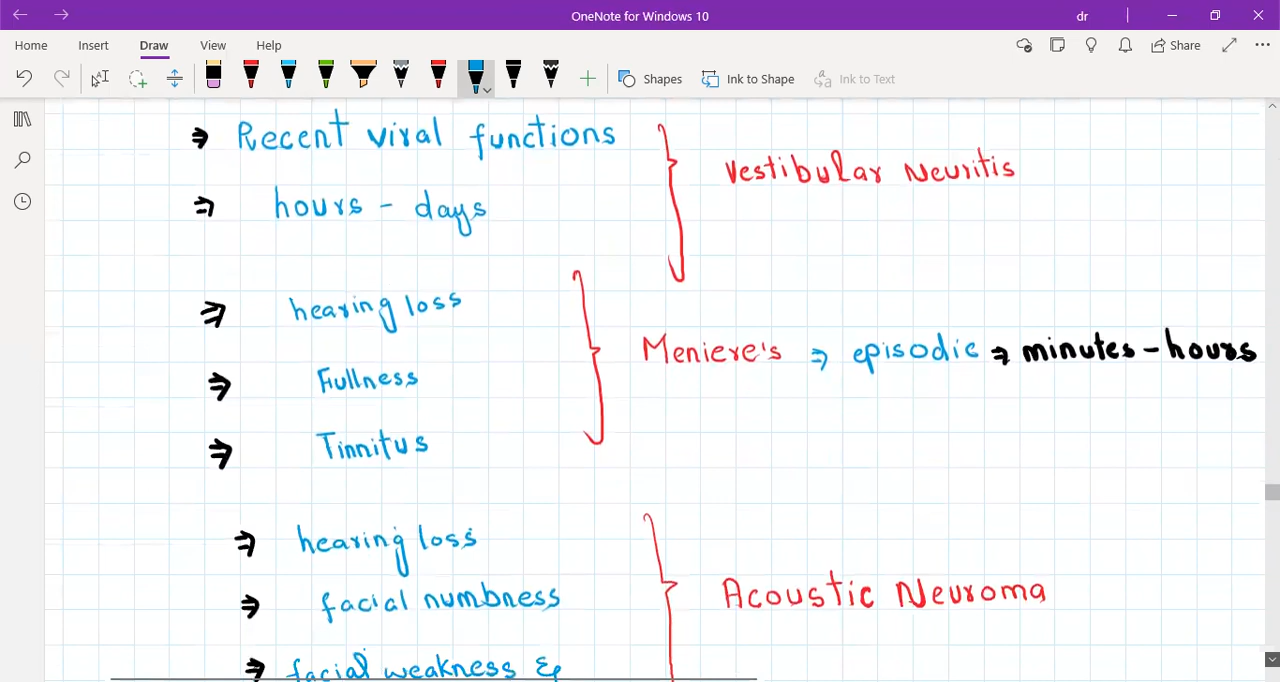 OneNote for Windows 10
dr
Home Insert Draw View Help
Share
Shapes Ink to Shape Ink to Text
⇒ Recent viral functions
Vestibular Neuritis
⇒ hours - days
⇒ hearing loss
Meniere's ⇒ episodic ⇒ minutes - hours
⇒ Fullness
⇒ Tinnitus
⇒ hearing loss
⇒ facial numbness
Acoustic Neuroma
⇒ facial weakness &